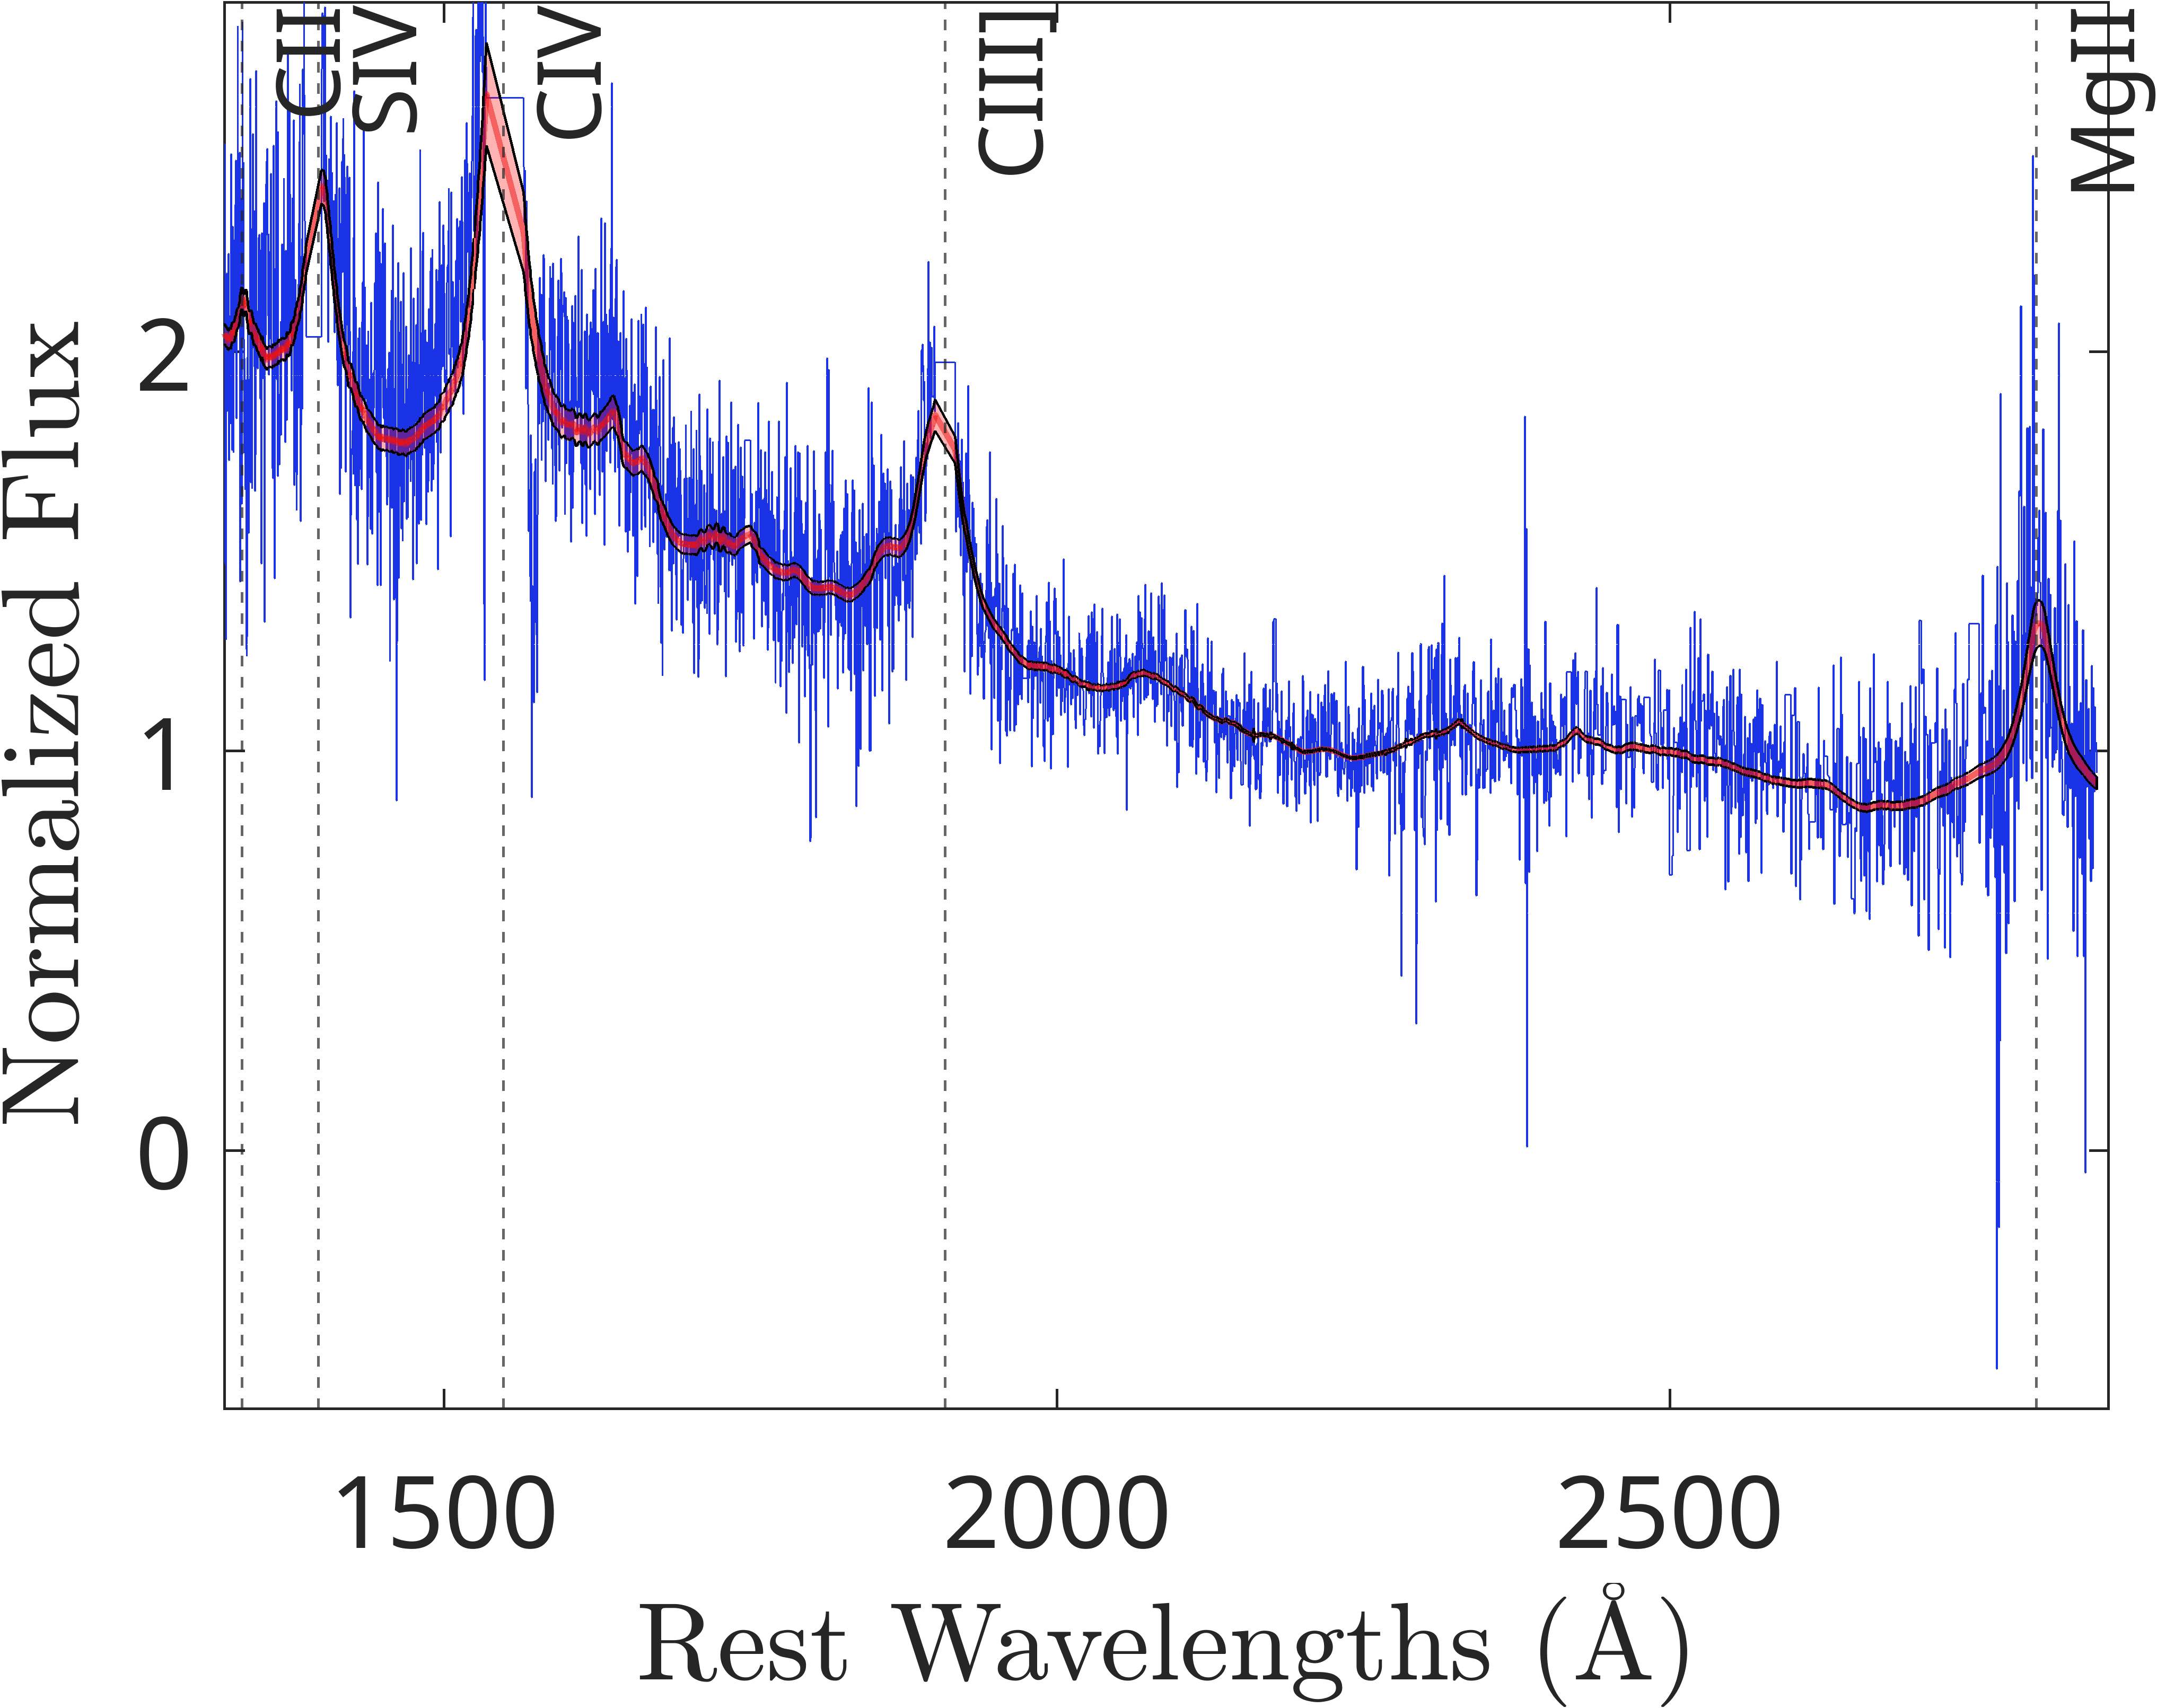 CII
SIV
CIV
CIII]
MgII
Normalized Flux
2
1
0
1500
2000
2500
Rest Wavelengths (Å)